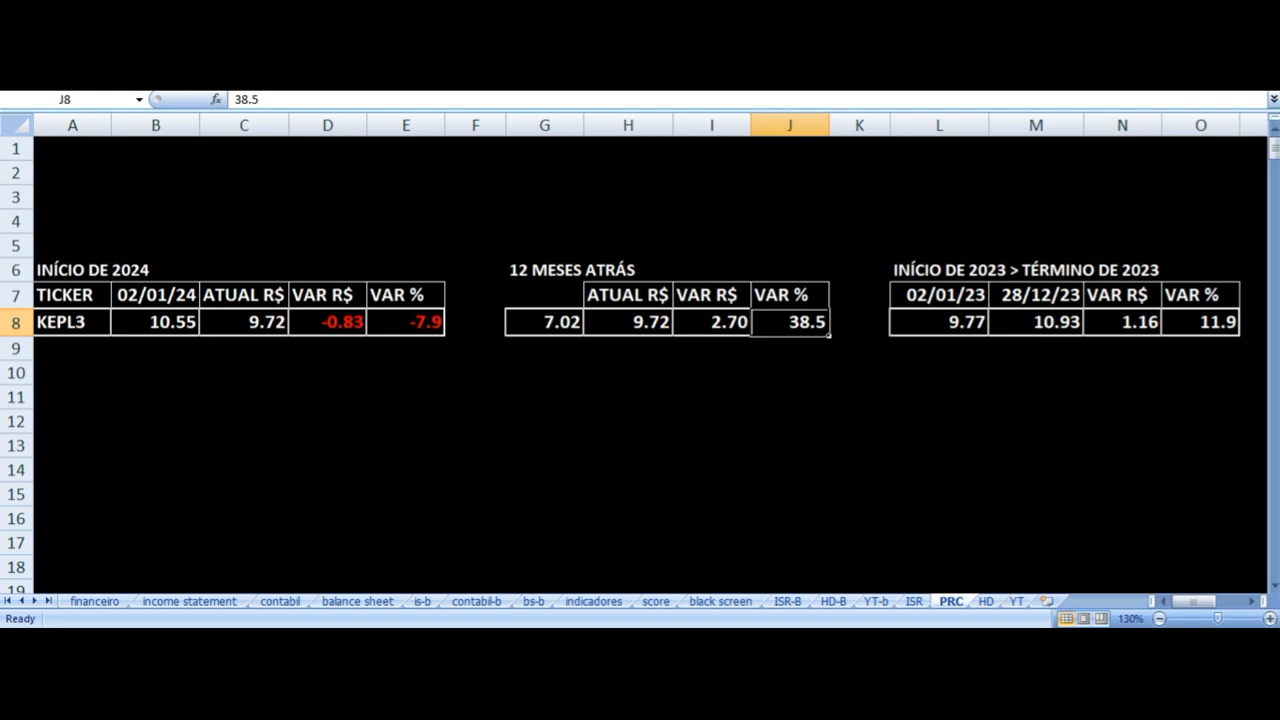 J8 fx 38.5
A B C D E F G H I J K L M N O
1
2
3
4
5
6 INÍCIO DE 2024 12 MESES ATRÁS INÍCIO DE 2023 > TÉRMINO DE 2023
7 TICKER 02/01/24 ATUAL R$ VAR R$ VAR % ATUAL R$ VAR R$ VAR % 02/01/23 28/12/23 VAR R$ VAR %
8 KEPL3 10.55 9.72 -0.83 -7.9 7.02 9.72 2.70 38.5 9.77 10.93 1.16 11.9
9
10
11
12
13
14
15
16
17
18
19
financeiro income statement contabil balance sheet is-b contabil-b bs-b indicadores score black screen ISR-B HD-B YT-b ISR PRC HD YT
Ready 130%